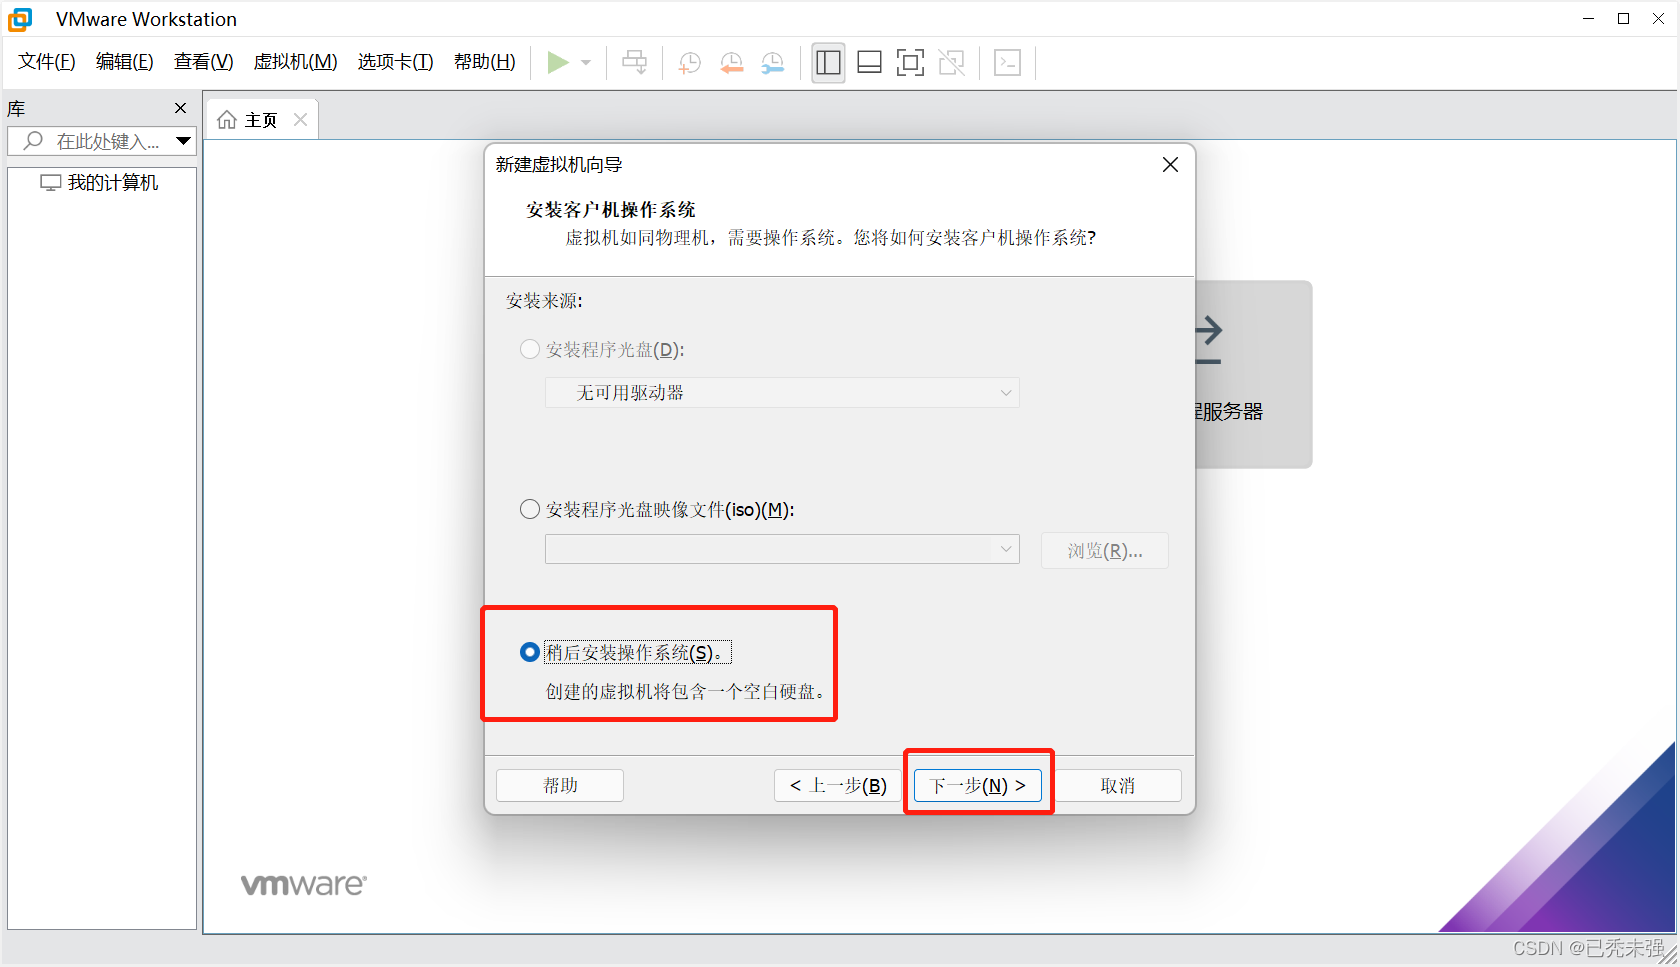 VMware Workstation
文件(F) 编辑(E) 查看(V) 虚拟机(M) 选项卡(T) 帮助(H)
库
主页
在此处键入...
我的计算机
新建虚拟机向导
安装客户机操作系统
虚拟机如同物理机，需要操作系统。您将如何安装客户机操作系统?
安装来源:
安装程序光盘(D):
无可用驱动器
程服务器
安装程序光盘映像文件(iso)(M):
浏览(R)...
稍后安装操作系统(S)。
创建的虚拟机将包含一个空白硬盘。
帮助 < 上一步(B) 下一步(N) > 取消
vmware
CSDN @已秃未强